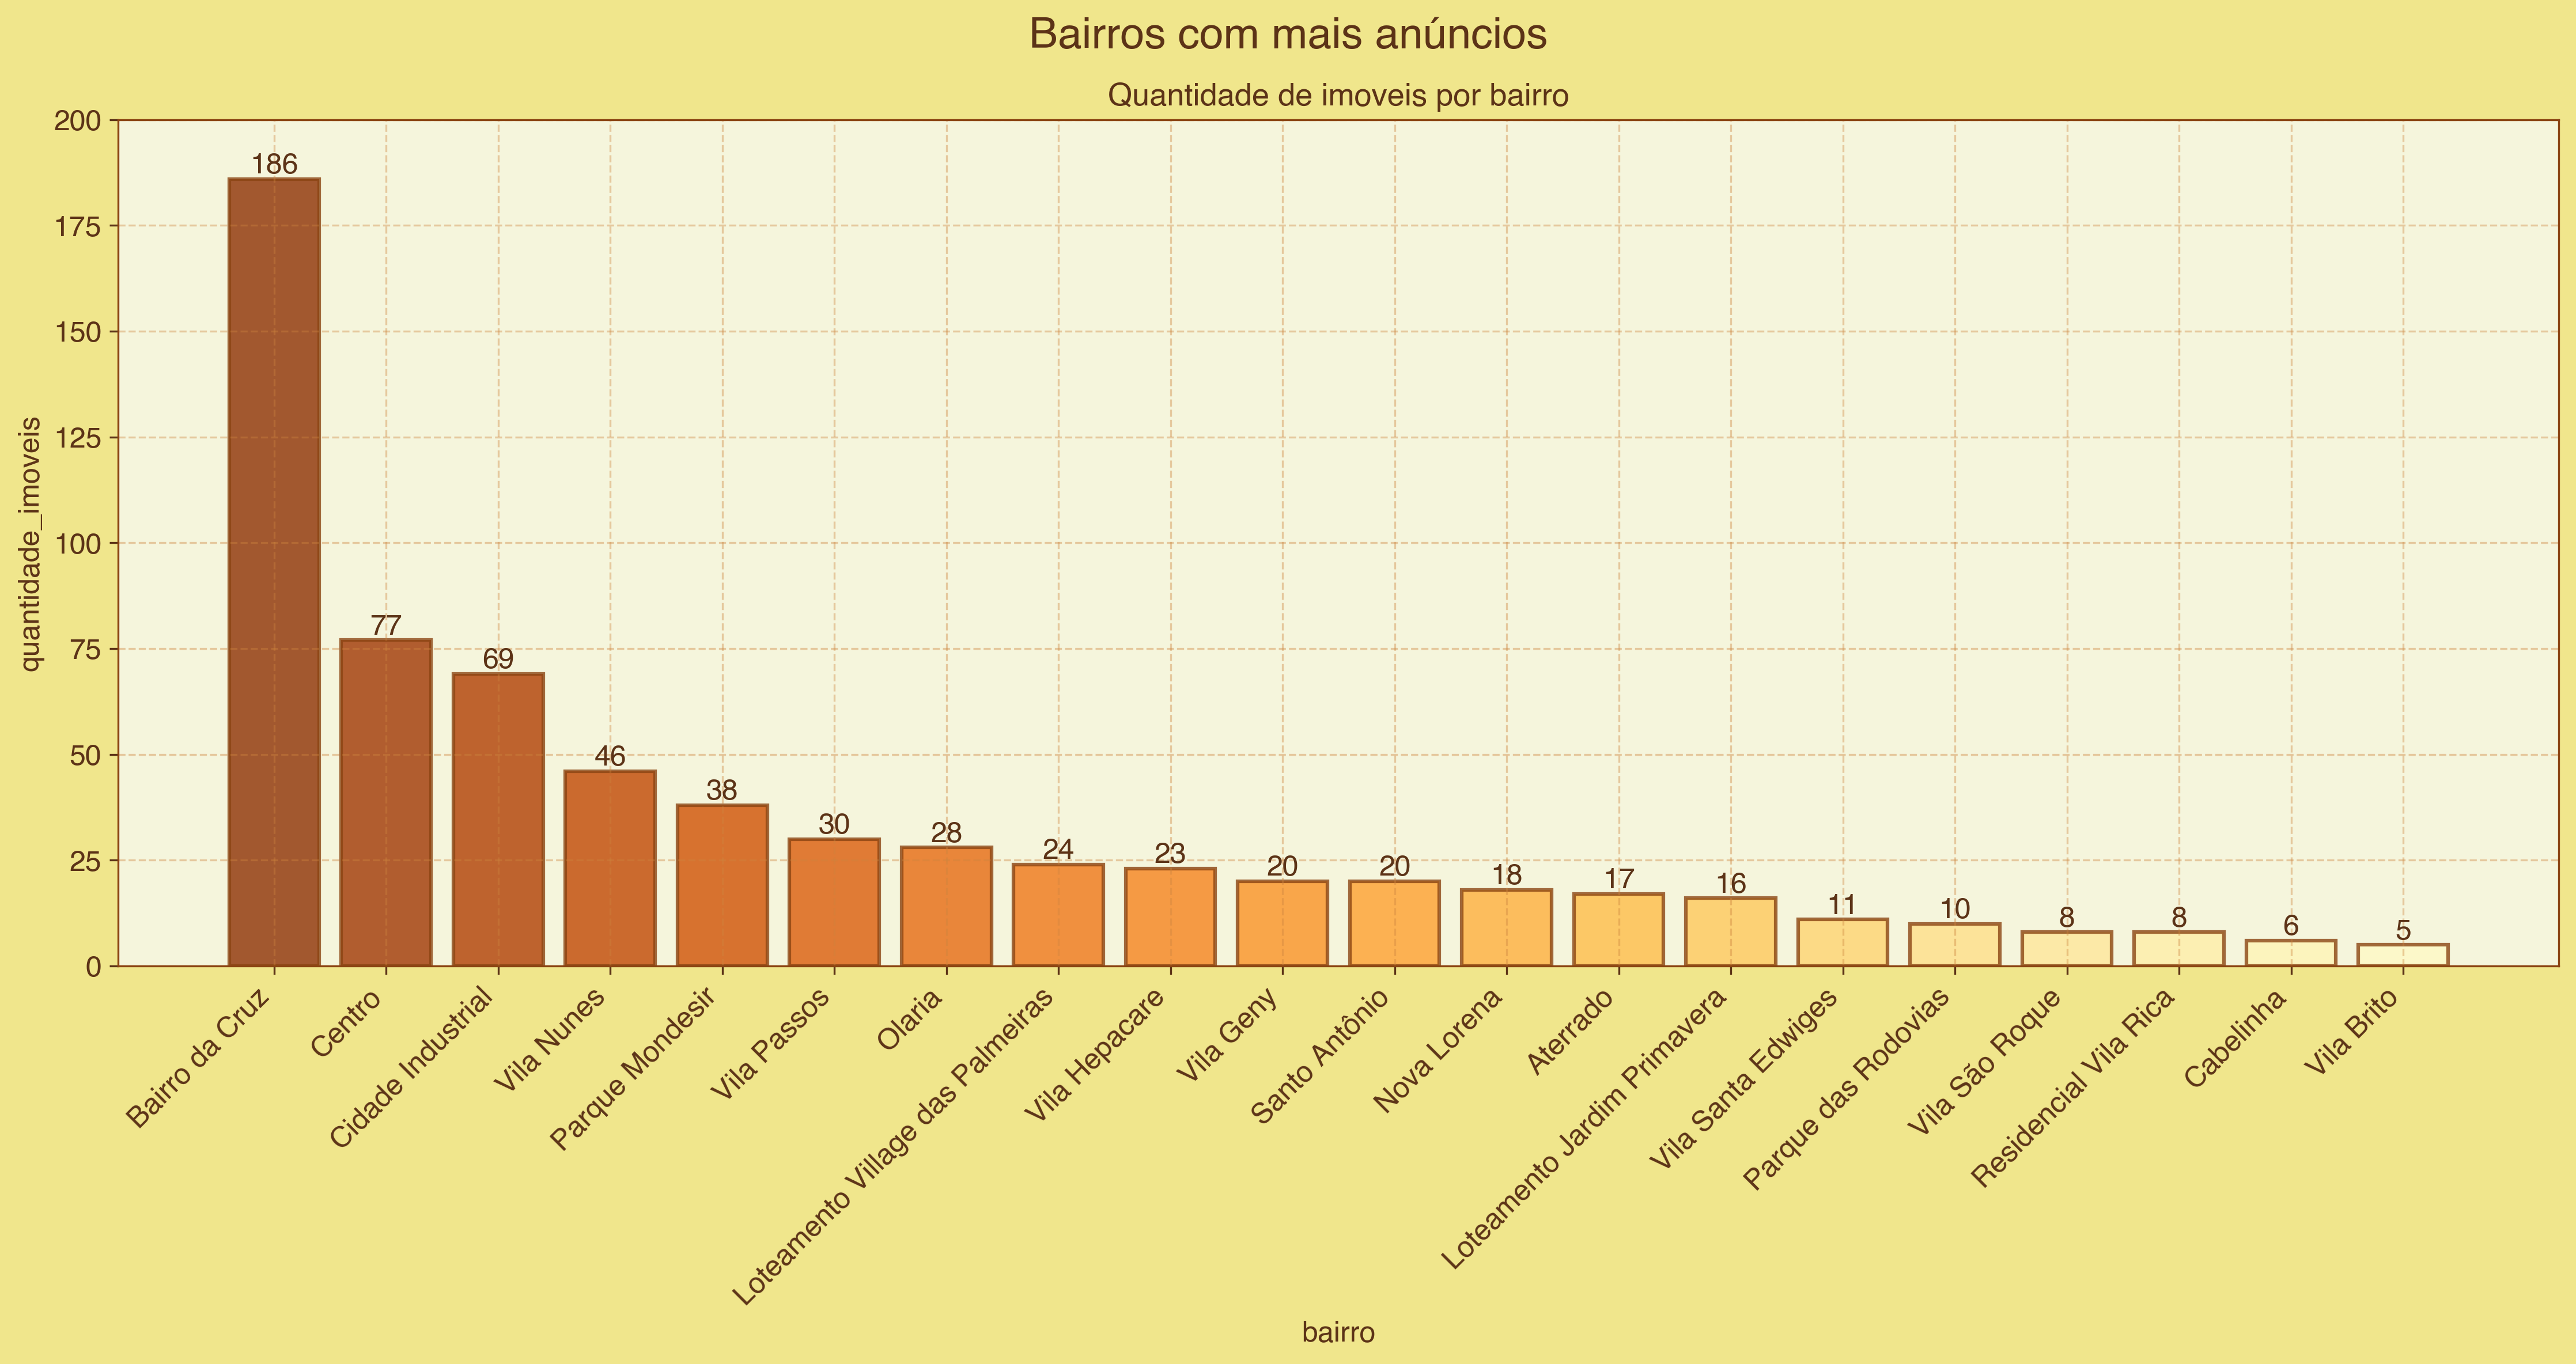 Bairros com mais anúncios
Quantidade de imoveis por bairro
quantidade_imoveis
200
175
150
125
100
75
50
25
0
186
77
69
46
38
30
28
24
23
20
20
18
17
16
11
10
8
8
6
5
Bairro da Cruz
Centro
Cidade Industrial
Vila Nunes
Parque Mondesir
Vila Passos
Olaria
Loteamento Village das Palmeiras
Vila Hepacare
Vila Geny
Santo Antônio
Nova Lorena
Aterrado
Loteamento Jardim Primavera
Vila Santa Edwiges
Parque das Rodovias
Vila São Roque
Residencial Vila Rica
Cabelinha
Vila Brito
bairro